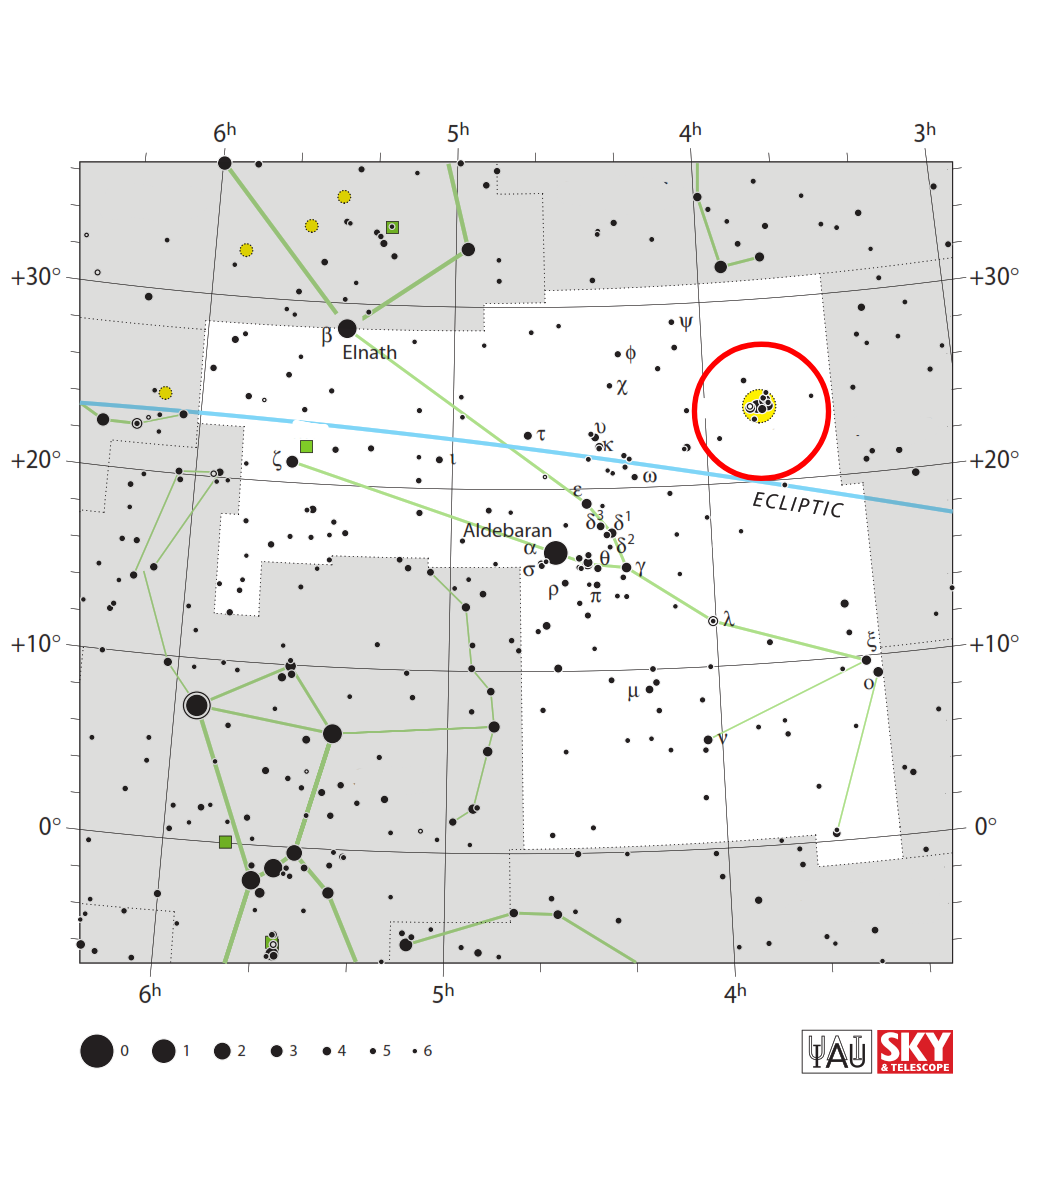 6h 5h 4h 3h
+30° +30°
ψ
β
Elnath
ϕ
χ
τ
υ
κ
+20° ζ ι +20°
ω
ε
ECLIPTIC
δ3 δ1
Aldebaran
δ2
α
θ
σ γ
ρ
π
λ
+10° ξ +10°
ο
μ
ν
0° 0°
6h 5h 4h
0 1 2 3 4 5 6
IAU
SKY
& TELESCOPE